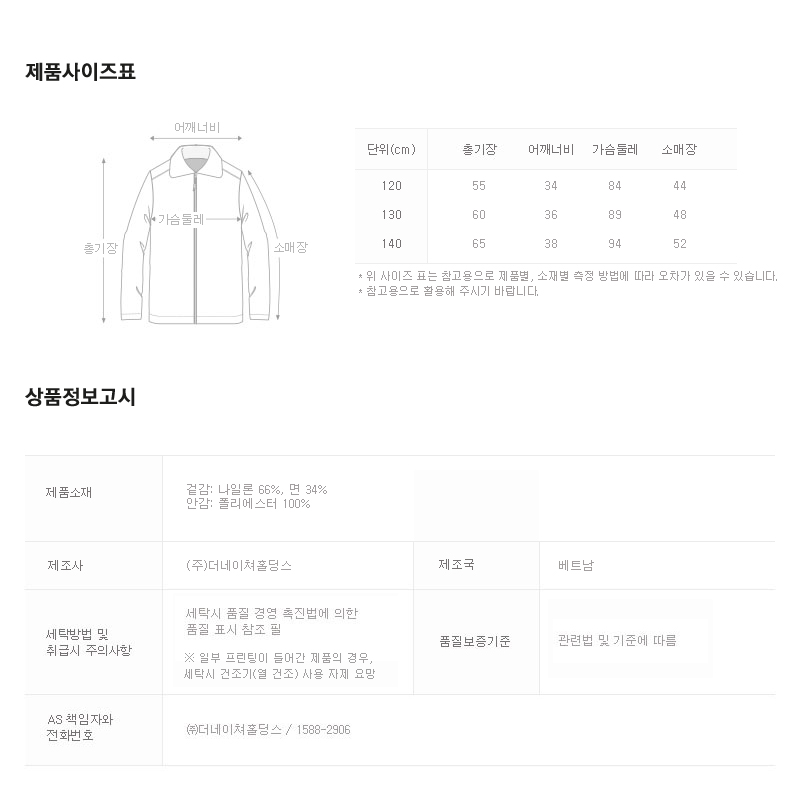 제품사이즈표
어깨너비
가슴둘레
총기장
소매장
단위(cm) 총기장 어깨너비 가슴둘레 소매장
120 55 34 84 44
130 60 36 89 48
140 65 38 94 52
* 위 사이즈 표는 참고용으로 제품별, 소재별 측정 방법에 따라 오차가 있을 수 있습니다.
* 참고용으로 활용해 주시기 바랍니다.
상품정보고시
제품소재
겉감: 나일론 66%, 면 34%
안감: 폴리에스터 100%
제조사
(주)더네이쳐홀딩스
제조국
베트남
세탁방법 및
취급시 주의사항
세탁시 품질 경영 촉진법에 의한
품질 표시 참조 필
※ 일부 프린팅이 들어간 제품의 경우,
세탁시 건조기(열 건조) 사용 자제 요망
품질보증기준
관련법 및 기준에 따름
AS 책임자와
전화번호
㈜더네이쳐홀딩스 / 1588-2906